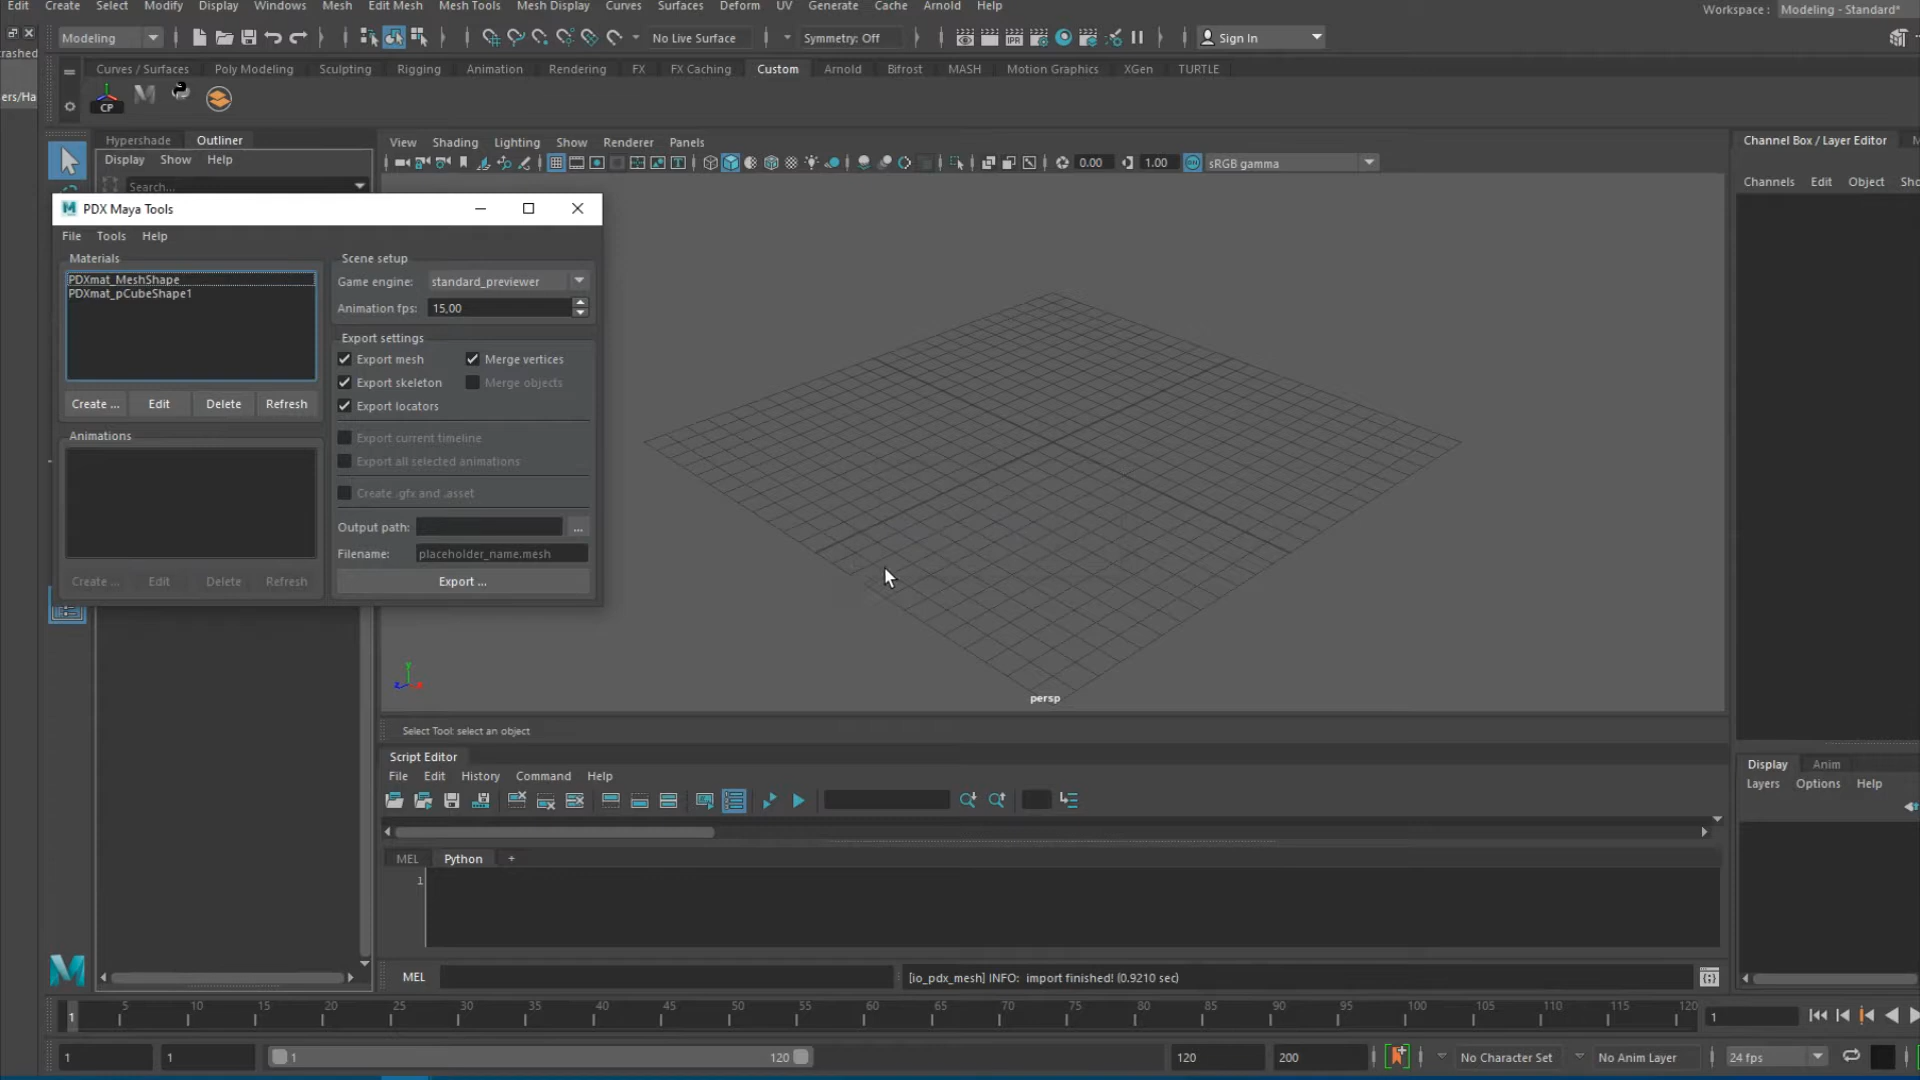 Edit Create Select Modify Display Windows Mesh Edit Mesh Mesh Tools Mesh Display Curves Surfaces Deform UV Generate Cache Arnold Help
Workspace : Modeling - Standard*
Modeling
No Live Surface
Symmetry: Off
IPR
Sign In
rashed
Curves / Surfaces Poly Modeling Sculpting Rigging Animation Rendering FX FX Caching Custom Arnold Bifrost MASH Motion Graphics XGen TURTLE
ers/Ha
CP
Hypershade Outliner
Display Show Help
Search...
View Shading Lighting Show Renderer Panels
0.00 1.00 ON sRGB gamma
Channel Box / Layer Editor
Channels Edit Object Sho
PDX Maya Tools
File Tools Help
Materials
PDXmat_MeshShape
PDXmat_pCubeShape1
Create ... Edit Delete Refresh
Animations
Create ... Edit Delete Refresh
Scene setup
Game engine: standard_previewer
Animation fps: 15,00
Export settings
Export mesh Merge vertices
Export skeleton Merge objects
Export locators
Export current timeline
Export all selected animations
Create .gfx and .asset
Output path: ...
Filename: placeholder_name.mesh
Export ...
y
z x
persp
Select Tool: select an object
Script Editor
File Edit History Command Help
MEL Python +
1
Display Anim
Layers Options Help
MEL
[io_pdx_mesh] INFO: import finished! (0.9210 sec)
1 5 10 15 20 25 30 35 40 45 50 55 60 65 70 75 80 85 90 95 100 105 110 115 120
1
1 1 1 120 120 200 No Character Set No Anim Layer 24 fps